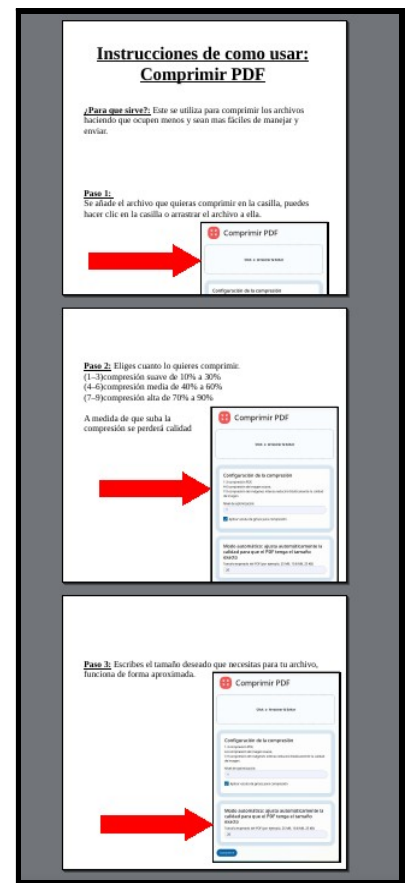 Instrucciones de como usar:
Comprimir PDF
¿Para que sirve?: Este se utiliza para comprimir los archivos
haciendo que ocupen menos y sean mas fáciles de manejar y
enviar.
Paso 1:
Se añade el archivo que quieras comprimir en la casilla, puedes
hacer clic en la casilla o arrastrar el archivo a ella.
Comprimir PDF
Configuración de la compresión
Paso 2: Eliges cuanto lo quieres comprimir.
(1–3)compresión suave de 10% a 30%
(4–6)compresión media de 40% a 60%
(7–9)compresión alta de 70% a 90%
A medida de que suba la
compresión se perderá calidad
Comprimir PDF
Configuración de la compresión
Modo automático: ajusta automáticamente la
calidad para que el PDF tenga el tamaño
exacto
Paso 3: Escribes el tamaño deseado que necesitas para tu archivo,
funciona de forma aproximada.
Comprimir PDF
Configuración de la compresión
Modo automático: ajusta automáticamente la
calidad para que el PDF tenga el tamaño
exacto